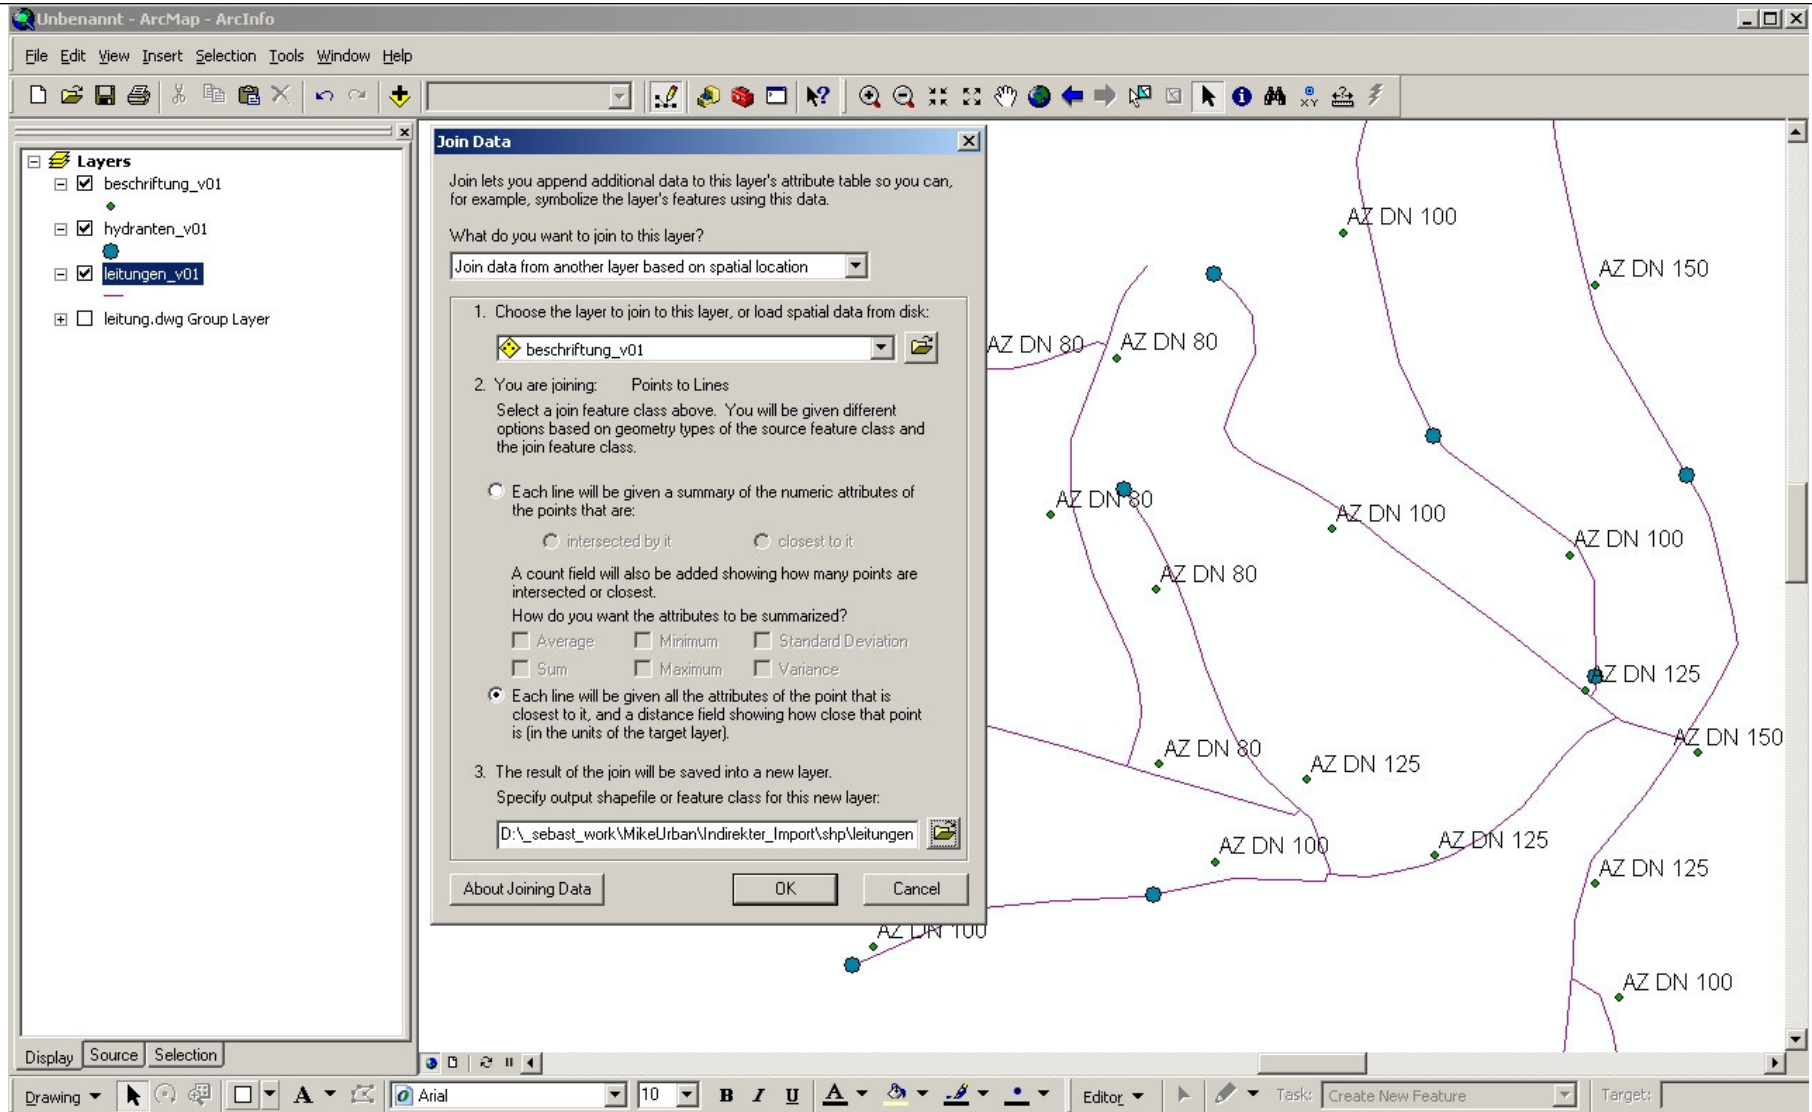 Unbenannt - ArcMap - ArcInfo
File Edit View Insert Selection Tools Window Help
Layers
beschriftung_v01
hydranten_v01
leitungen_v01
leitung.dwg Group Layer
Display Source Selection
Join Data
Join lets you append additional data to this layer's attribute table so you can,
for example, symbolize the layer's features using this data.
What do you want to join to this layer?
Join data from another layer based on spatial location
1. Choose the layer to join to this layer, or load spatial data from disk:
beschriftung_v01
2. You are joining: Points to Lines
Select a join feature class above. You will be given different
options based on geometry types of the source feature class and
the join feature class.
Each line will be given a summary of the numeric attributes of
the points that are:
intersected by it closest to it
A count field will also be added showing how many points are
intersected or closest.
How do you want the attributes to be summarized?
Average Minimum Standard Deviation
Sum Maximum Variance
Each line will be given all the attributes of the point that is
closest to it, and a distance field showing how close that point
is (in the units of the target layer).
3. The result of the join will be saved into a new layer.
Specify output shapefile or feature class for this new layer:
D:\_sebast_work\MikeUrban\Indirekter_Import\shp\leitungen
About Joining Data OK Cancel
AZ DN 100
AZ DN 150
AZ DN 80
AZ DN 80
AZ DN 80
AZ DN 100
AZ DN 100
AZ DN 80
AZ DN 125
AZ DN 150
AZ DN 80
AZ DN 125
AZ DN 100
AZ DN 125
AZ DN 125
AZ DN 100
AZ DN 100
Drawing A Arial 10 B I U A Editor Task: Create New Feature Target: